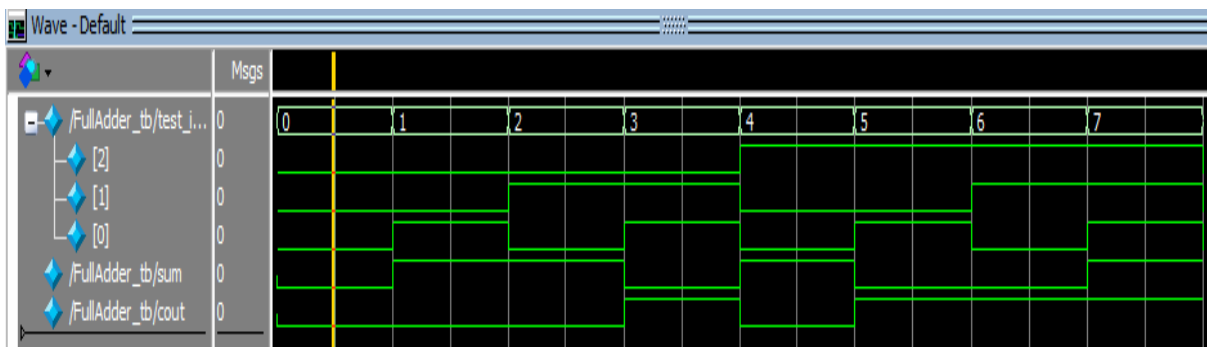 Wave - Default
Msgs
/FullAdder_tb/test_i... 0 0 1 2 3 4 5 6 7
[2] 0
[1] 0
[0] 0
/FullAdder_tb/sum 0
/FullAdder_tb/cout 0